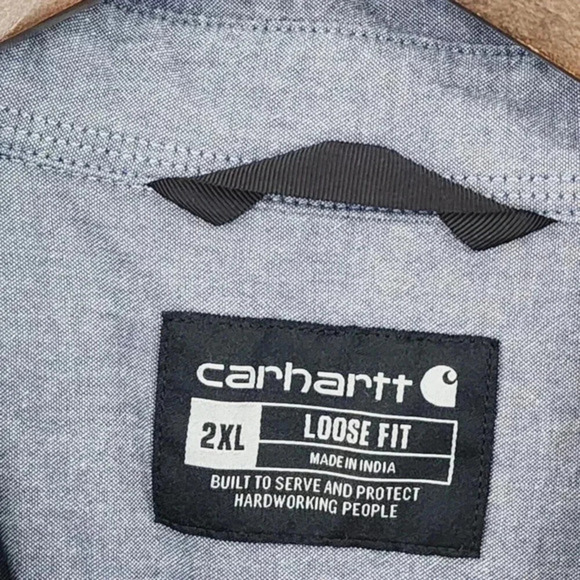 carhartt
2XL
LOOSE FIT
MADE IN INDIA
BUILT TO SERVE AND PROTECT
HARDWORKING PEOPLE